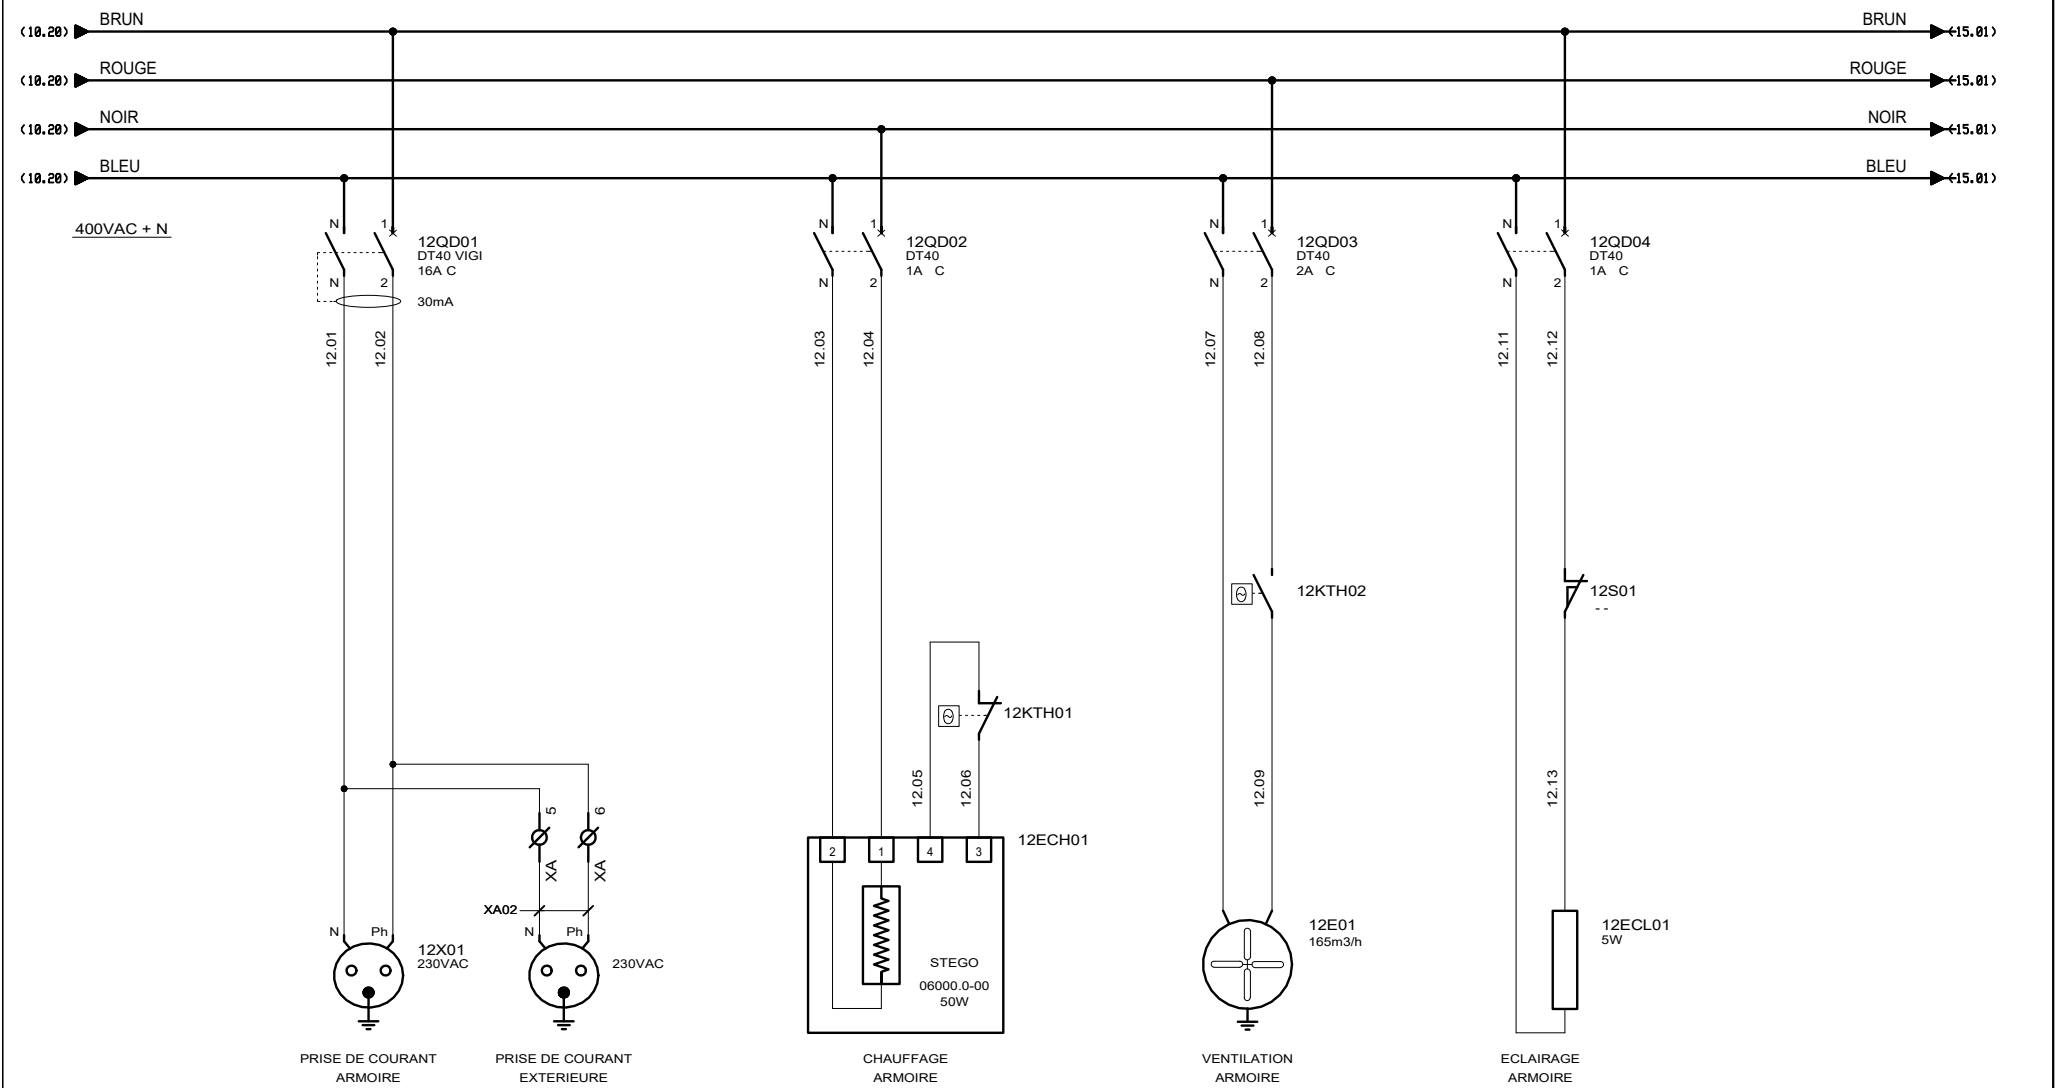 BRUN BRUN
(10.20) (15.01)
ROUGE ROUGE
(10.20) (15.01)
NOIR NOIR
(10.20) (15.01)
BLEU BLEU
(10.20) (15.01)
400VAC + N
N 1 12QD01
DT40 VIGI
16A C
N 2
30mA
12.01 12.02
N 1 12QD02
DT40
1A C
N 2
12.03 12.04
N 1 12QD03
DT40
2A C
N 2
12.07 12.08
N 1 12QD04
DT40
1A C
N 2
12.11 12.12
12KTH02
12S01
--
12KTH01
12.05 12.06
12.09
12.13
5 6
XA XA
XA02
12ECH01
2 1 4 3
N Ph
12X01
230VAC
N Ph
230VAC
STEGO
06000.0-00
50W
12E01
165m3/h
12ECL01
5W
PRISE DE COURANT
ARMOIRE
PRISE DE COURANT
EXTERIEURE
CHAUFFAGE
ARMOIRE
VENTILATION
ARMOIRE
ECLAIRAGE
ARMOIRE